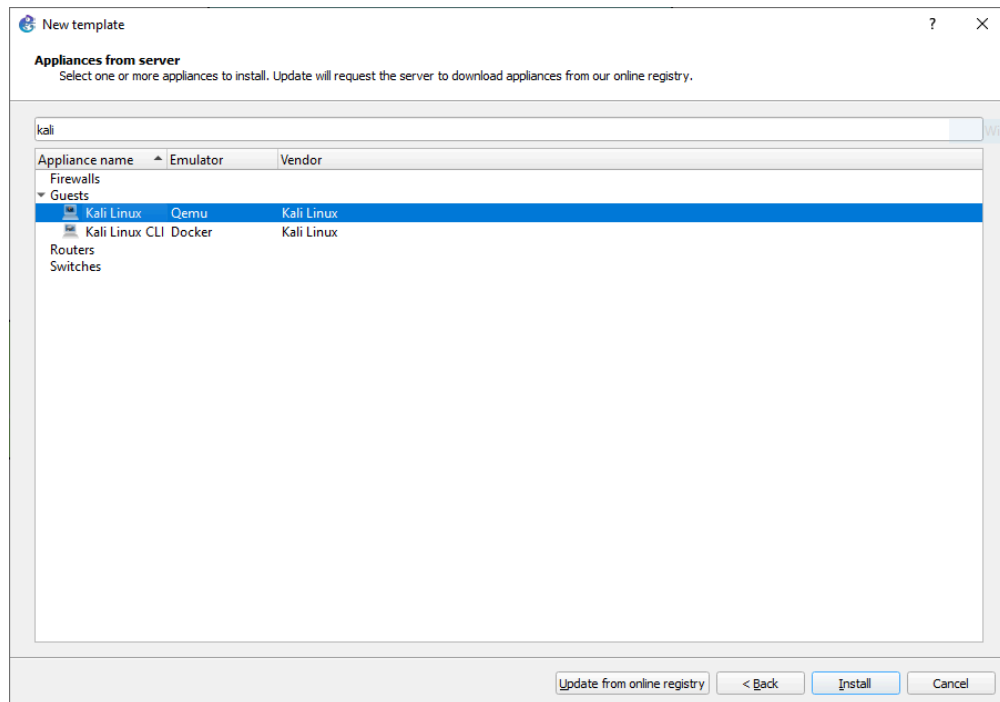 New template
?
Appliances from server
Select one or more appliances to install. Update will request the server to download appliances from our online registry.
kali
Wi
Appliance name Emulator Vendor
Firewalls
Guests
Kali Linux Qemu Kali Linux
Kali Linux CLI Docker Kali Linux
Routers
Switches
Update from online registry < Back Install Cancel